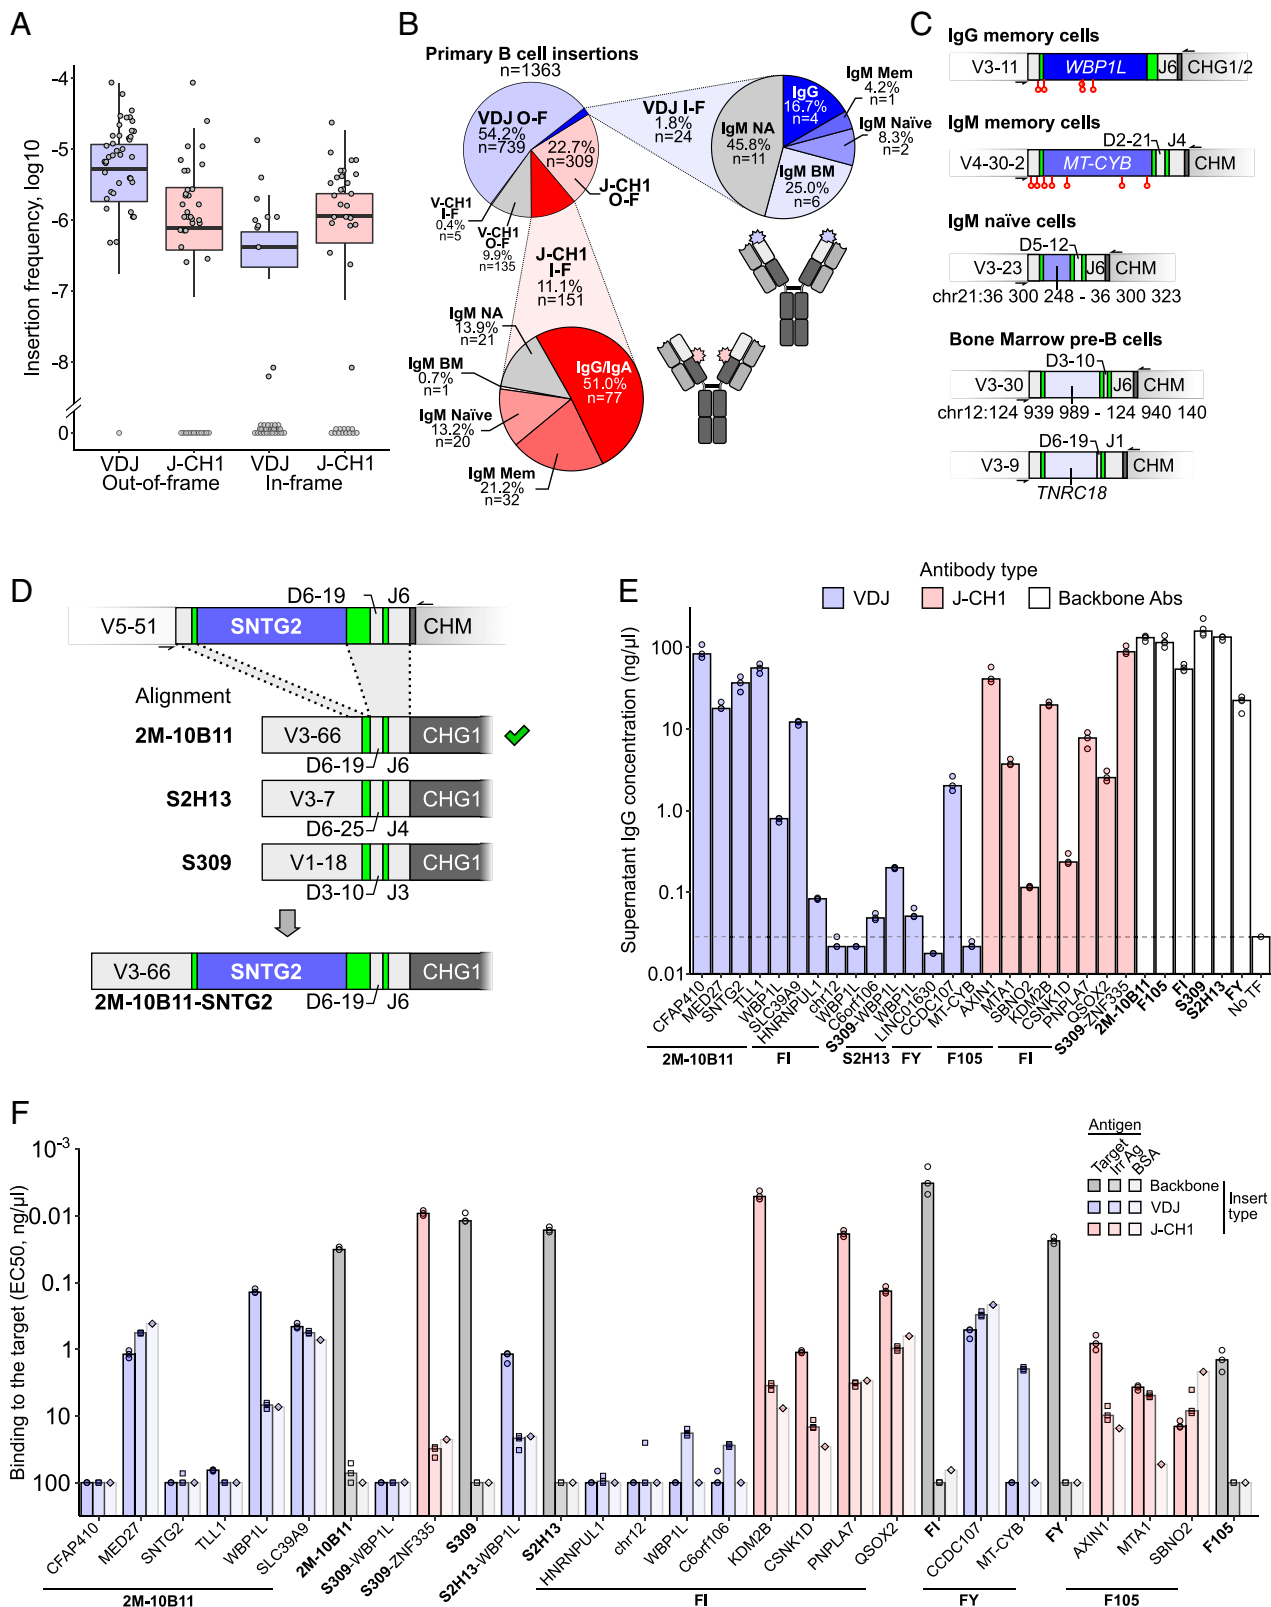 A
Insertion frequency, log10
-4
-5
-6
-7
-8
0
VDJ
J-CH1
VDJ
J-CH1
Out-of-frame
In-frame
B
Primary B cell insertions
n=1363
VDJ O-F
54.2%
n=739
22.7%
n=309
J-CH1
O-F
V-CH1
I-F
0.4%
n=5
V-CH1
O-F
9.9%
n=135
VDJ I-F
1.8%
n=24
IgG
16.7%
n=4
IgM Mem
4.2%
n=1
IgM Naïve
8.3%
n=2
IgM NA
45.8%
n=11
IgM BM
25.0%
n=6
J-CH1
I-F
11.1%
n=151
IgM NA
13.9%
n=21
IgM BM
0.7%
n=1
IgM Naïve
13.2%
n=20
IgG/IgA
51.0%
n=77
IgM Mem
21.2%
n=32
C
IgG memory cells
V3-11
WBP1L
J6
CHG1/2
IgM memory cells
D2-21
J4
V4-30-2
MT-CYB
CHM
IgM naïve cells
D5-12
V3-23
J6
CHM
chr21:36 300 248 - 36 300 323
Bone Marrow pre-B cells
D3-10
V3-30
J6
CHM
chr12:124 939 989 - 124 940 140
D6-19
J1
V3-9
CHM
TNRC18
D
D6-19
J6
V5-51
SNTG2
CHM
Alignment
2M-10B11
V3-66
CHG1
D6-19
J6
S2H13
V3-7
CHG1
D6-25
J4
S309
V1-18
CHG1
D3-10
J3
V3-66
SNTG2
CHG1
2M-10B11-SNTG2
D6-19
J6
E
Antibody type
VDJ
J-CH1
Backbone Abs
Supernatant IgG concentration (ng/µl)
100
10
1.0
0.1
0.01
CFAP410
MED27
SNTG2
TLL1
WBP1L
SLC39A9
HNRNPUL1
chr12
WBP1L
C6orf106
S309-WBP1L
WBP1L
LINC01630
CCDC107
MT-CYB
AXIN1
MTA1
SBNO2
KDM2B
CSNK1D
PNPLA7
QSOX2
S309-ZNF335
2M-10B11
F105
FI
S309
S2H13
FY
No TF
2M-10B11
FI
S2H13
FY
F105
FI
F
Binding to the target (EC50, ng/µl)
10-3
0.01
0.1
1
10
100
Antigen
Target
Irr Ag
BSA
Backbone
VDJ
J-CH1
Insert
type
CFAP410
MED27
SNTG2
TLL1
WBP1L
SLC39A9
2M-10B11
S309-WBP1L
S309-ZNF335
S309
S2H13-WBP1L
S2H13
HNRNPUL1
chr12
WBP1L
C6orf106
KDM2B
CSNK1D
PNPLA7
QSOX2
FI
CCDC107
MT-CYB
FY
AXIN1
MTA1
SBNO2
F105
2M-10B11
FI
FY
F105